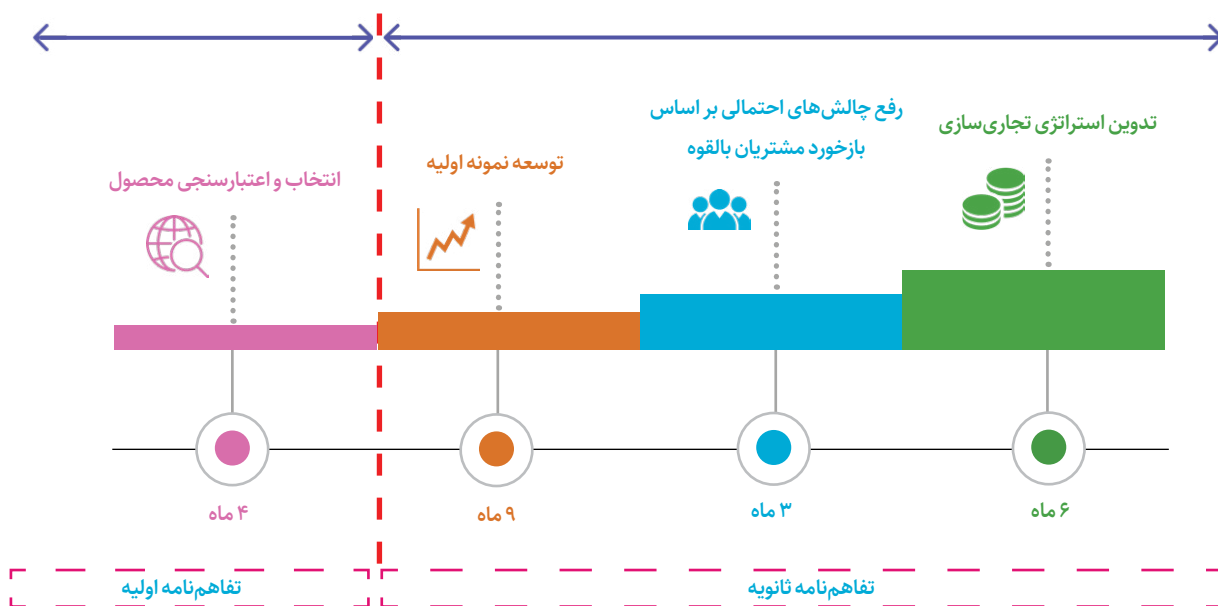 انتخاب و اعتبارسنجی محصول
توسعه نمونه اولیه
رفع چالش‌های احتمالی بر اساس
بازخورد مشتریان بالقوه
تدوین استراتژی تجاری‌سازی
۴ ماه
۹ ماه
۳ ماه
۶ ماه
تفاهم‌نامه اولیه
تفاهم‌نامه ثانویه